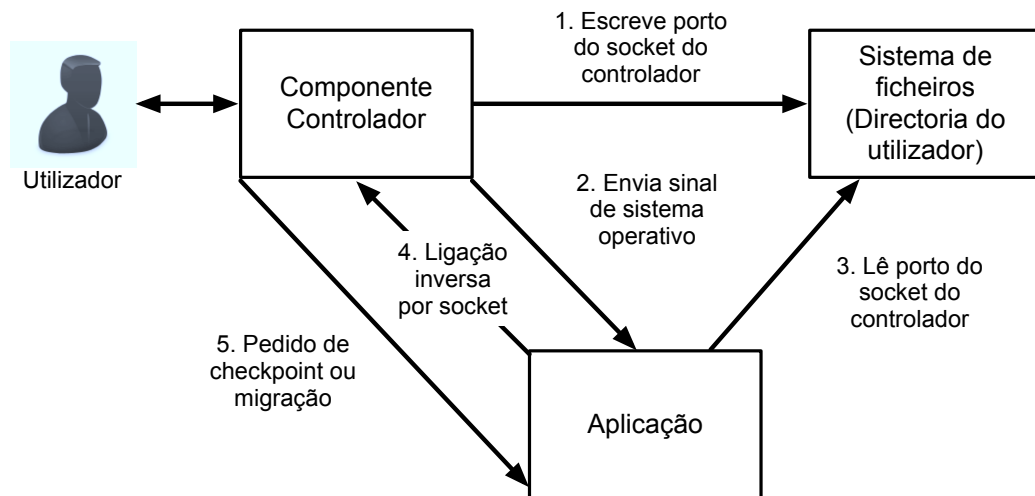 1. Escreve porto
do socket do
controlador
Componente
Controlador
Sistema de
ficheiros
(Directoria do
utilizador)
Utilizador
2. Envia sinal
de sistema
operativo
4. Ligação
inversa
por socket
3. Lê porto do
socket do
controlador
5. Pedido de
checkpoint ou
migração
Aplicação